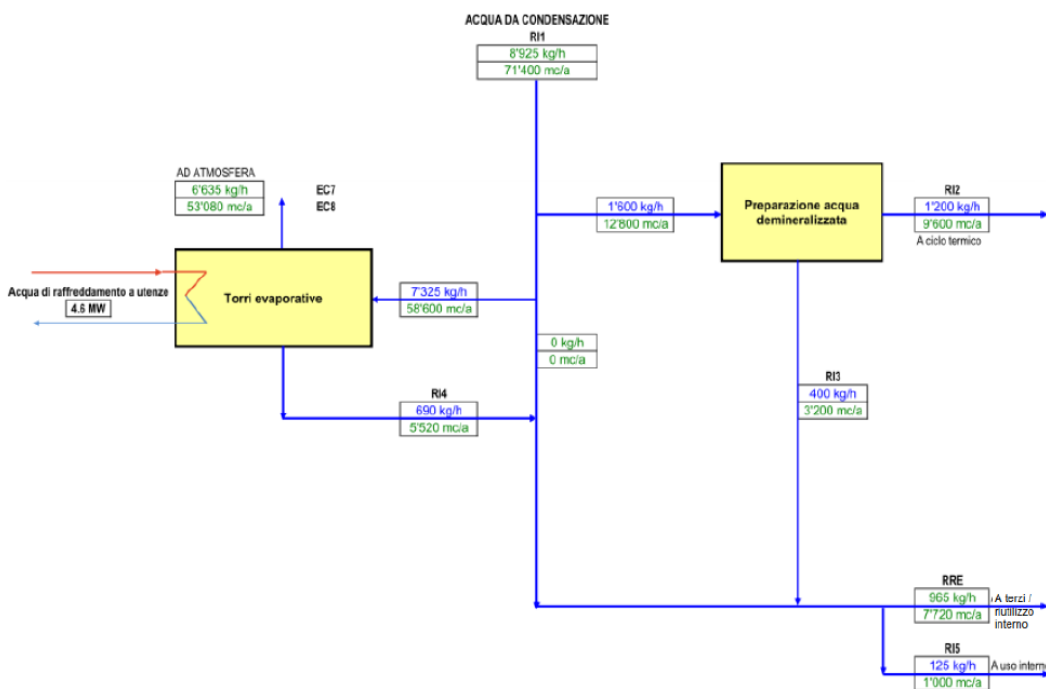 ACQUA DA CONDENSAZIONE
RI1
8'925 kg/h
71'400 mc/a
AD ATMOSFERA
6'635 kg/h
53'080 mc/a
EC7
EC8
1'600 kg/h
12'800 mc/a
Preparazione acqua
demineralizzata
RI2
1'200 kg/h
9'600 mc/a
A ciclo termico
Acqua di raffreddamento a utenze
4.6 MW
Torri evaporative
7'325 kg/h
58'600 mc/a
0 kg/h
0 mc/a
RI4
690 kg/h
5'520 mc/a
RI3
400 kg/h
3'200 mc/a
RRE
965 kg/h
7'720 mc/a
A terzi /
riutilizzo
interno
RI5
125 kg/h
1'000 mc/a
A uso interno